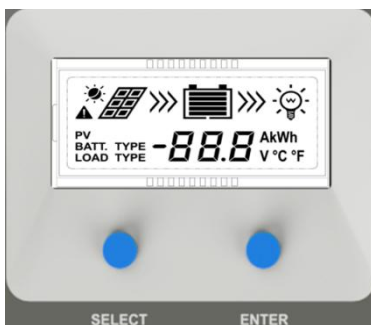 PV
BATT. TYPE
LOAD TYPE
-88.8
AkWh
V °C °F
SELECT
ENTER